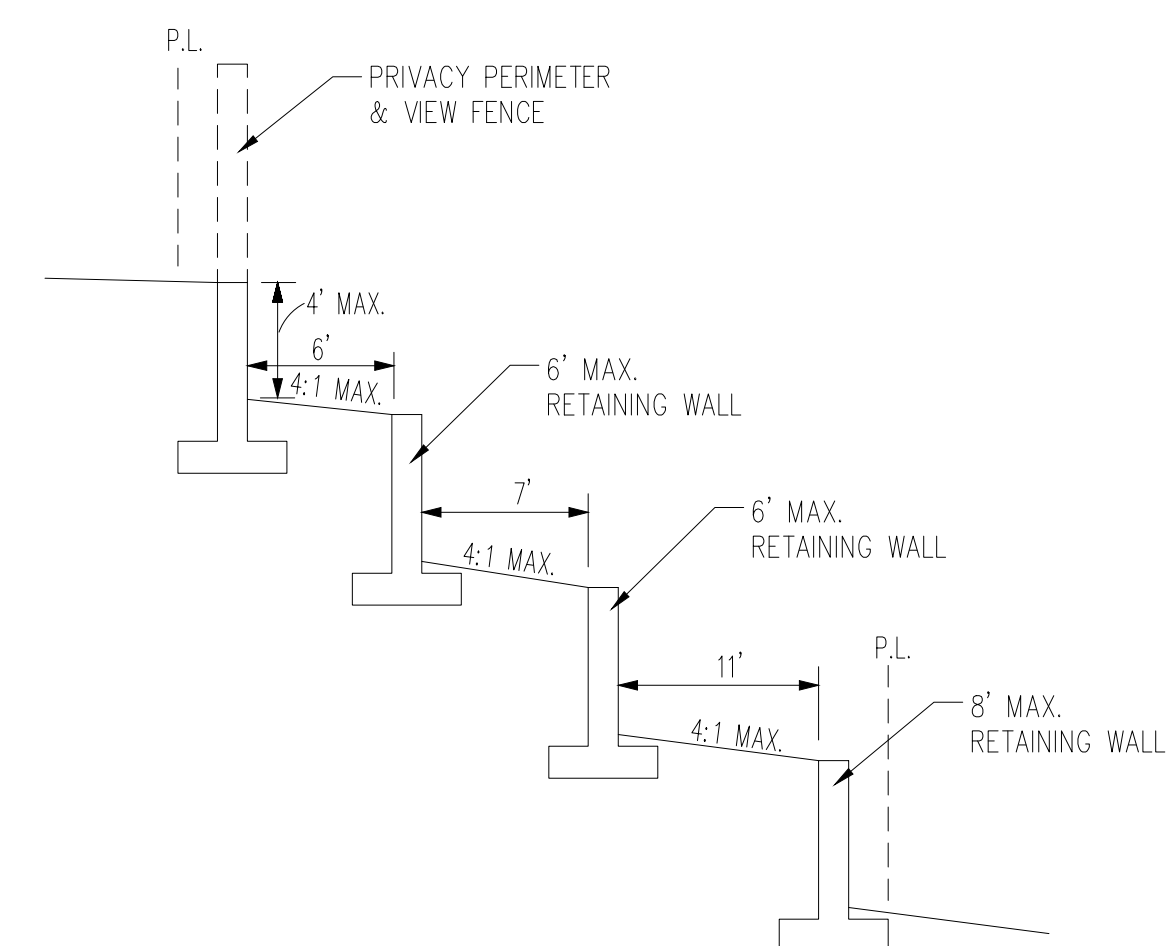 P.L.
PRIVACY PERIMETER
& VIEW FENCE
4' MAX.
6'
4:1 MAX.
6' MAX.
RETAINING WALL
7'
4:1 MAX.
6' MAX.
RETAINING WALL
11'
4:1 MAX.
P.L.
8' MAX.
RETAINING WALL